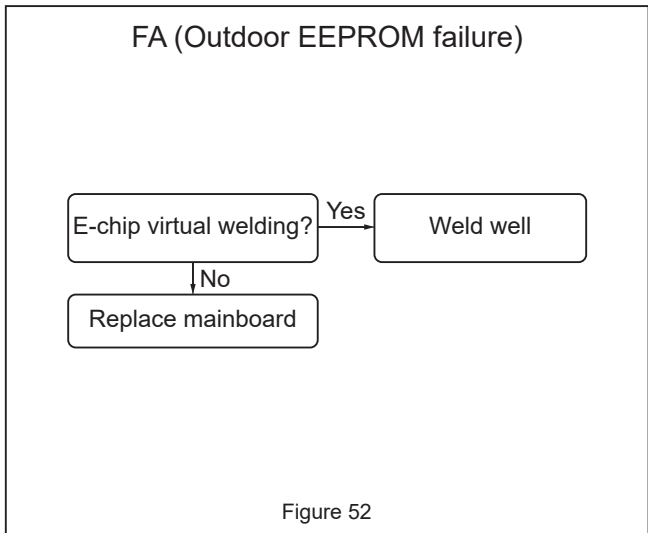 FA (Outdoor EEPROM failure)
E-chip virtual welding?
Yes
Weld well
No
Replace mainboard
Figure 52